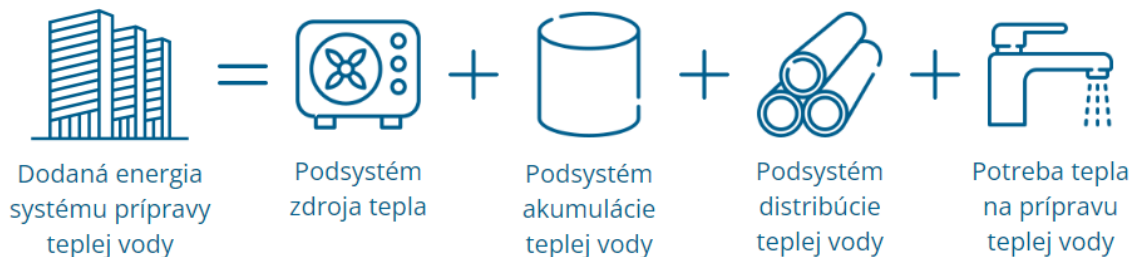 Dodaná energia
systému prípravy
teplej vody
=
Podsystém
zdroja tepla
+
Podsystém
akumulácie
teplej vody
+
Podsystém
distribúcie
teplej vody
+
Potreba tepla
na prípravu
teplej vody